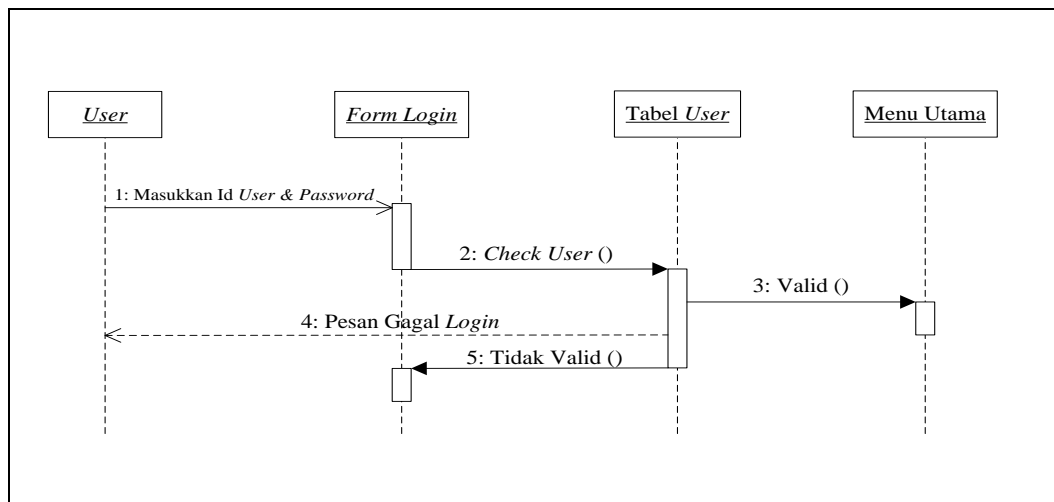 User
Form Login
Tabel User
Menu Utama
1: Masukkan Id User & Password
2: Check User ()
3: Valid ()
4: Pesan Gagal Login
5: Tidak Valid ()